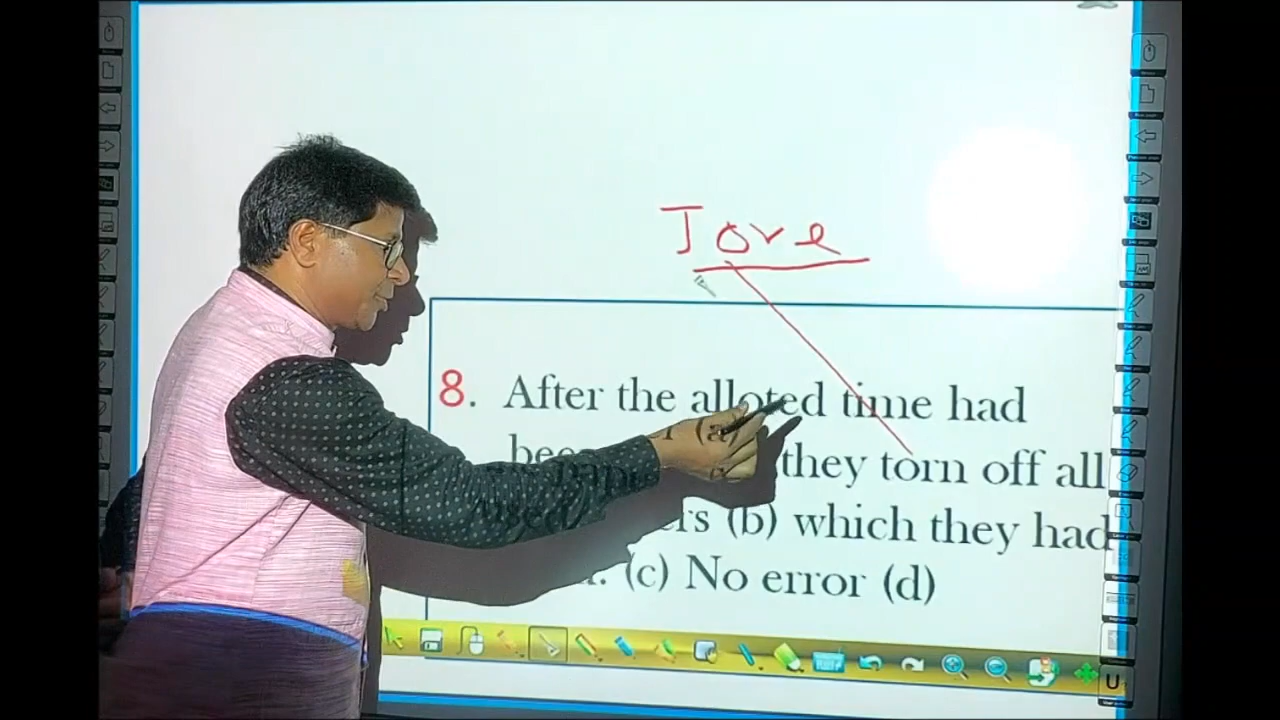 Tore
8. After the alloted time had
(a) they torn off all
(b) which they had
(c) No error (d)
U